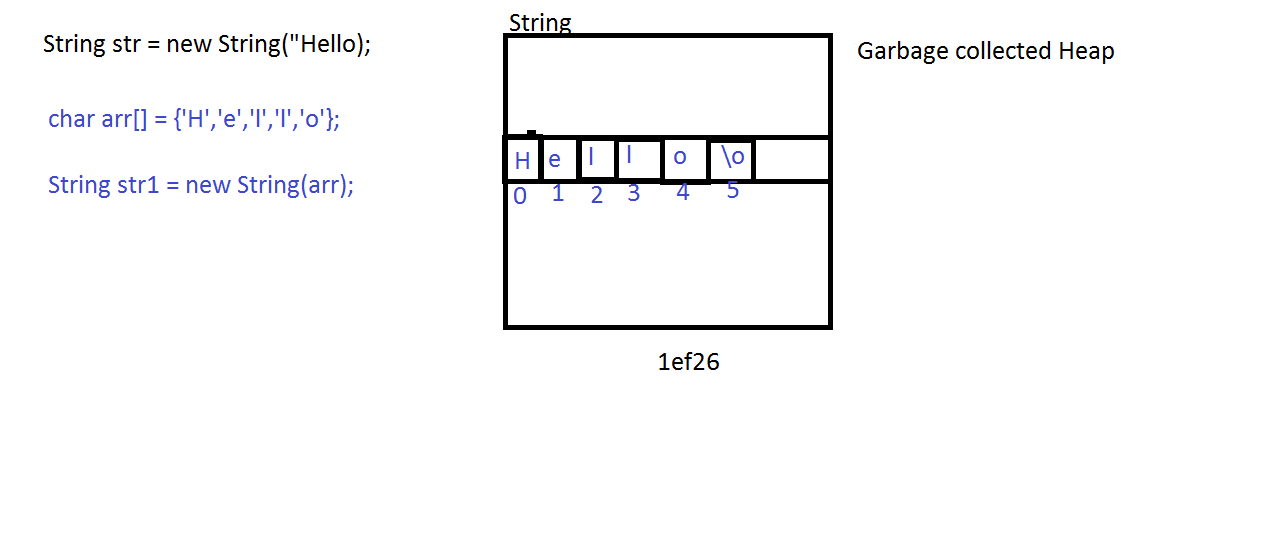 String
String str = new String("Hello);
Garbage collected Heap
char arr[] = {'H','e','l','l','o'};
H e l l o \o
String str1 = new String(arr);
0 1 2 3 4 5
1ef26